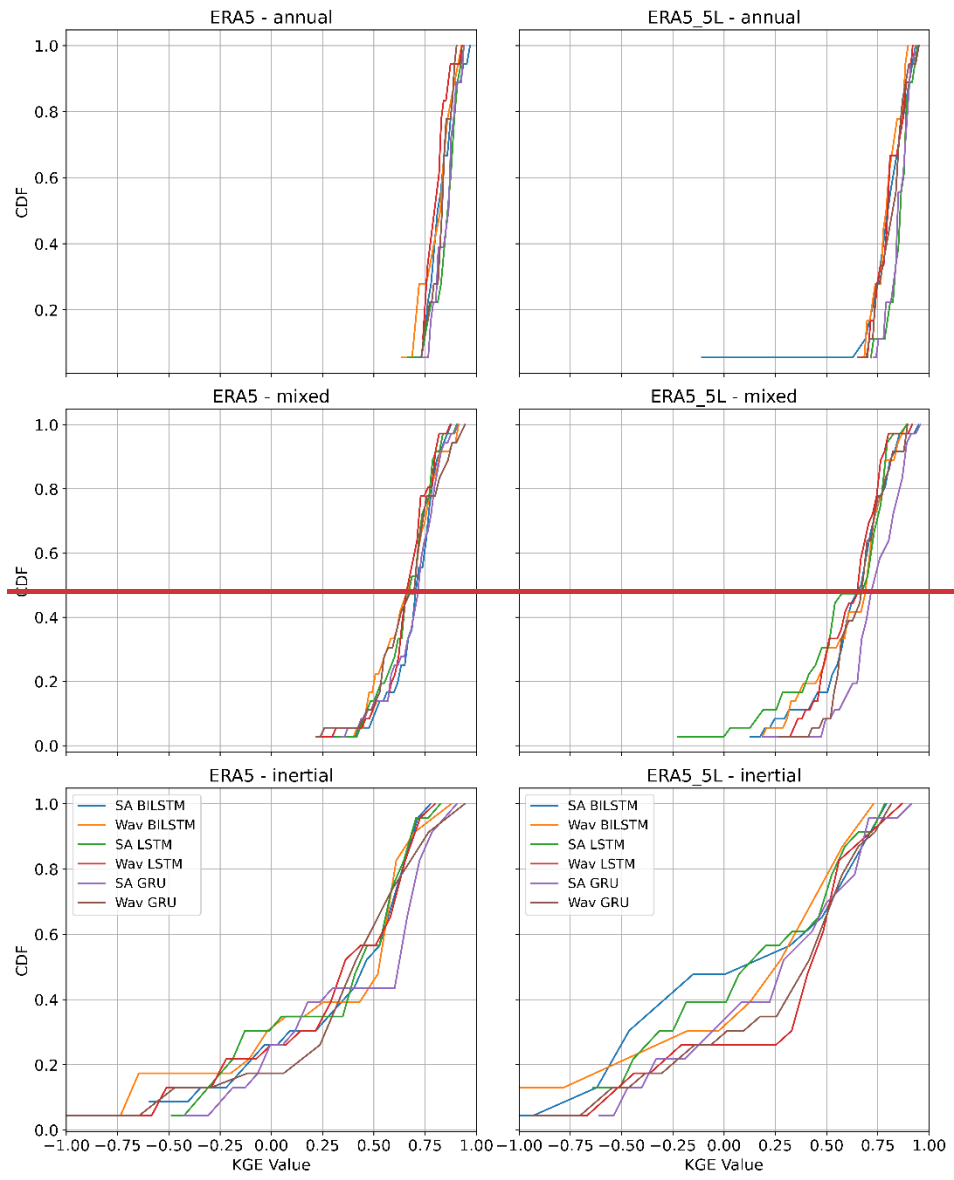 ERA5 - annual
ERA5_5L - annual
1.0
0.8
0.6
0.4
0.2
CDF
ERA5 - mixed
ERA5_5L - mixed
1.0
0.8
0.6
0.4
0.2
0.0
CDF
ERA5 - inertial
ERA5_5L - inertial
1.0
0.8
0.6
0.4
0.2
0.0
CDF
SA BILSTM
Wav BILSTM
SA LSTM
Wav LSTM
SA GRU
Wav GRU
SA BILSTM
Wav BILSTM
SA LSTM
Wav LSTM
SA GRU
Wav GRU
−1.00 −0.75 −0.50 −0.25 0.00 0.25 0.50 0.75 1.00
−1.00 −0.75 −0.50 −0.25 0.00 0.25 0.50 0.75 1.00
KGE Value
KGE Value